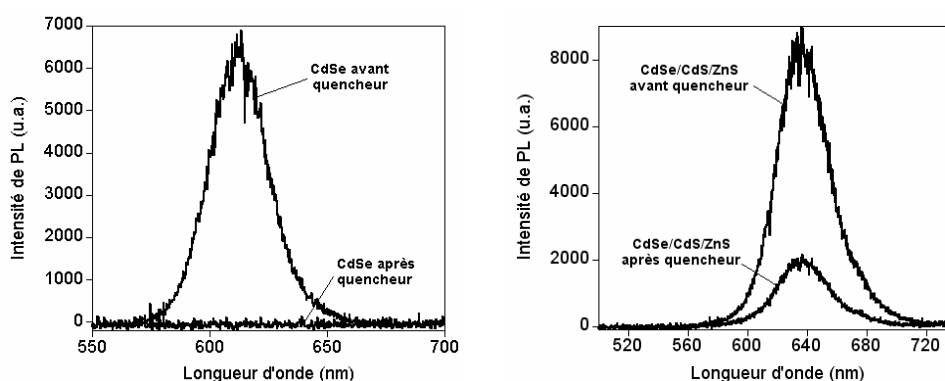 Intensité de PL (u.a.)
7000
6000
5000
4000
3000
2000
1000
0
CdSe avant
quencheur
CdSe après
quencheur
550
600
650
700
Longueur d'onde (nm)
Intensité de PL (u.a.)
8000
6000
4000
2000
0
CdSe/CdS/ZnS
avant quencheur
CdSe/CdS/ZnS
après quencheur
520
560
600
640
680
720
Longueur d'onde (nm)